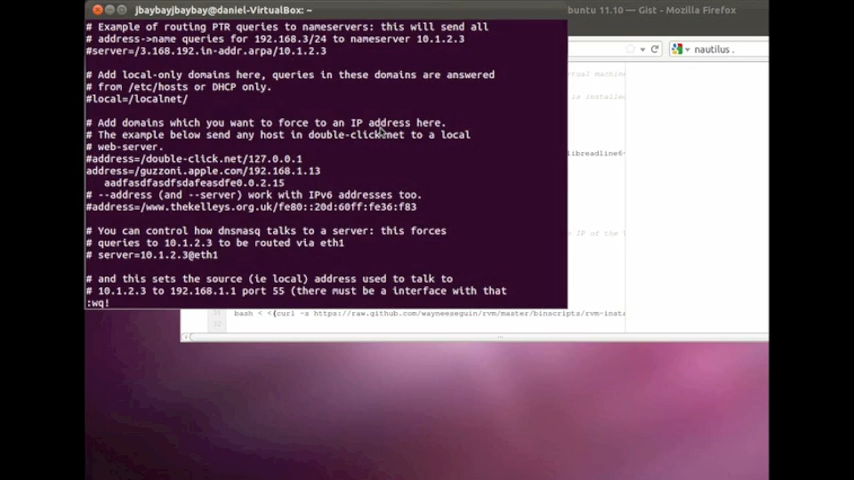 jbaybayjbaybay@daniel-VirtualBox: ~
buntu 11.10 — Gist - Mozilla Firefox
nautilus .
# Example of routing PTR queries to nameservers: this will send all
# address->name queries for 192.168.3/24 to nameserver 10.1.2.3
#server=/3.168.192.in-addr.arpa/10.1.2.3
# Add local-only domains here, queries in these domains are answered
# from /etc/hosts or DHCP only.
#local=/localnet/
# Add domains which you want to force to an IP address here.
# The example below send any host in double-click.net to a local
# web-server.
#address=/double-click.net/127.0.0.1
address=/guzzoni.apple.com/192.168.1.13
aadfasdfasdfsdafeasdfe0.0.2.15
# --address (and --server) work with IPv6 addresses too.
#address=/www.thekelleys.org.uk/fe80::20d:60ff:fe36:f83
# You can control how dnsmasq talks to a server: this forces
# queries to 10.1.2.3 to be routed via eth1
# server=10.1.2.3@eth1
# and this sets the source (ie local) address used to talk to
# 10.1.2.3 to 192.168.1.1 port 55 (there must be a interface with that
:wq!
rtual machine
is installed
libreadline6-
e IP of the
31 bash < <(curl -s https://raw.github.com/wayneeseguin/rvm/master/binscripts/rvm-insta
32